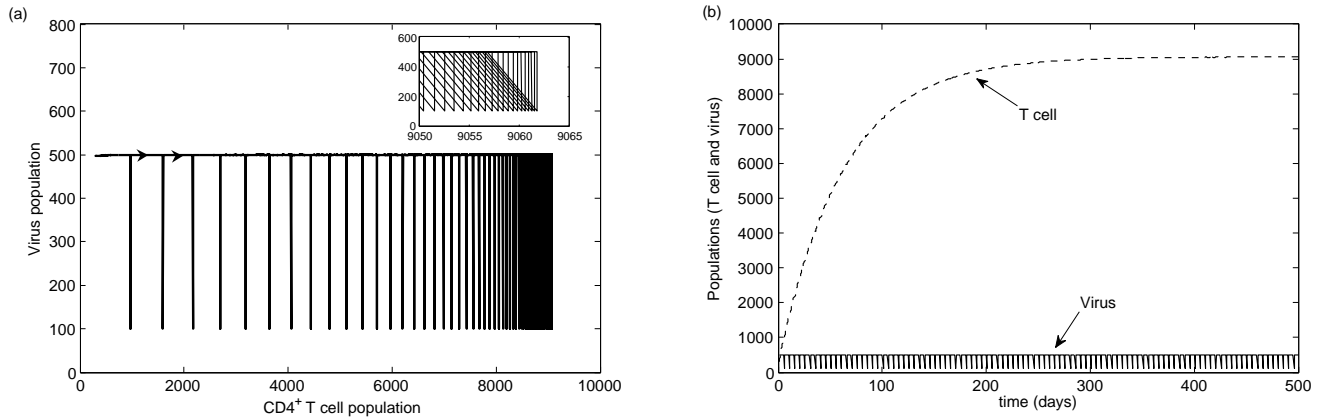 (a)
800
700
600
500
400
300
200
100
0
Virus population
0 2000 4000 6000 8000 10000
CD4+ T cell population
600
400
200
0
9050 9055 9060 9065
(b)
10000
9000
8000
7000
6000
5000
4000
3000
2000
1000
0
Populations (T cell and virus)
T cell
Virus
0 100 200 300 400 500
time (days)